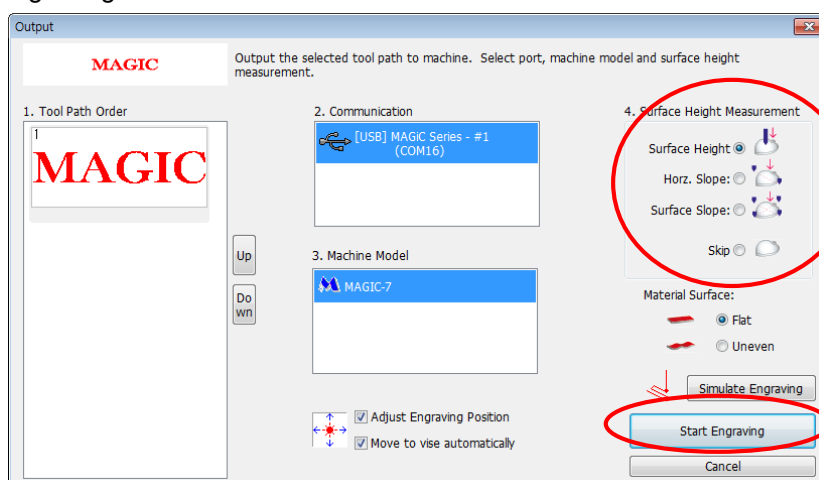 Output
MAGIC
Output the selected tool path to machine. Select port, machine model and surface height
measurement.
1. Tool Path Order
1
MAGIC
Up
Do
wn
2. Communication
[USB] MAGiC Series - #1
(COM16)
3. Machine Model
MAGIC-7
Adjust Engraving Position
Move to vise automatically
4. Surface Height Measurement
Surface Height
Horz. Slope:
Surface Slope:
Skip
Material Surface:
Flat
Uneven
Simulate Engraving
Start Engraving
Cancel